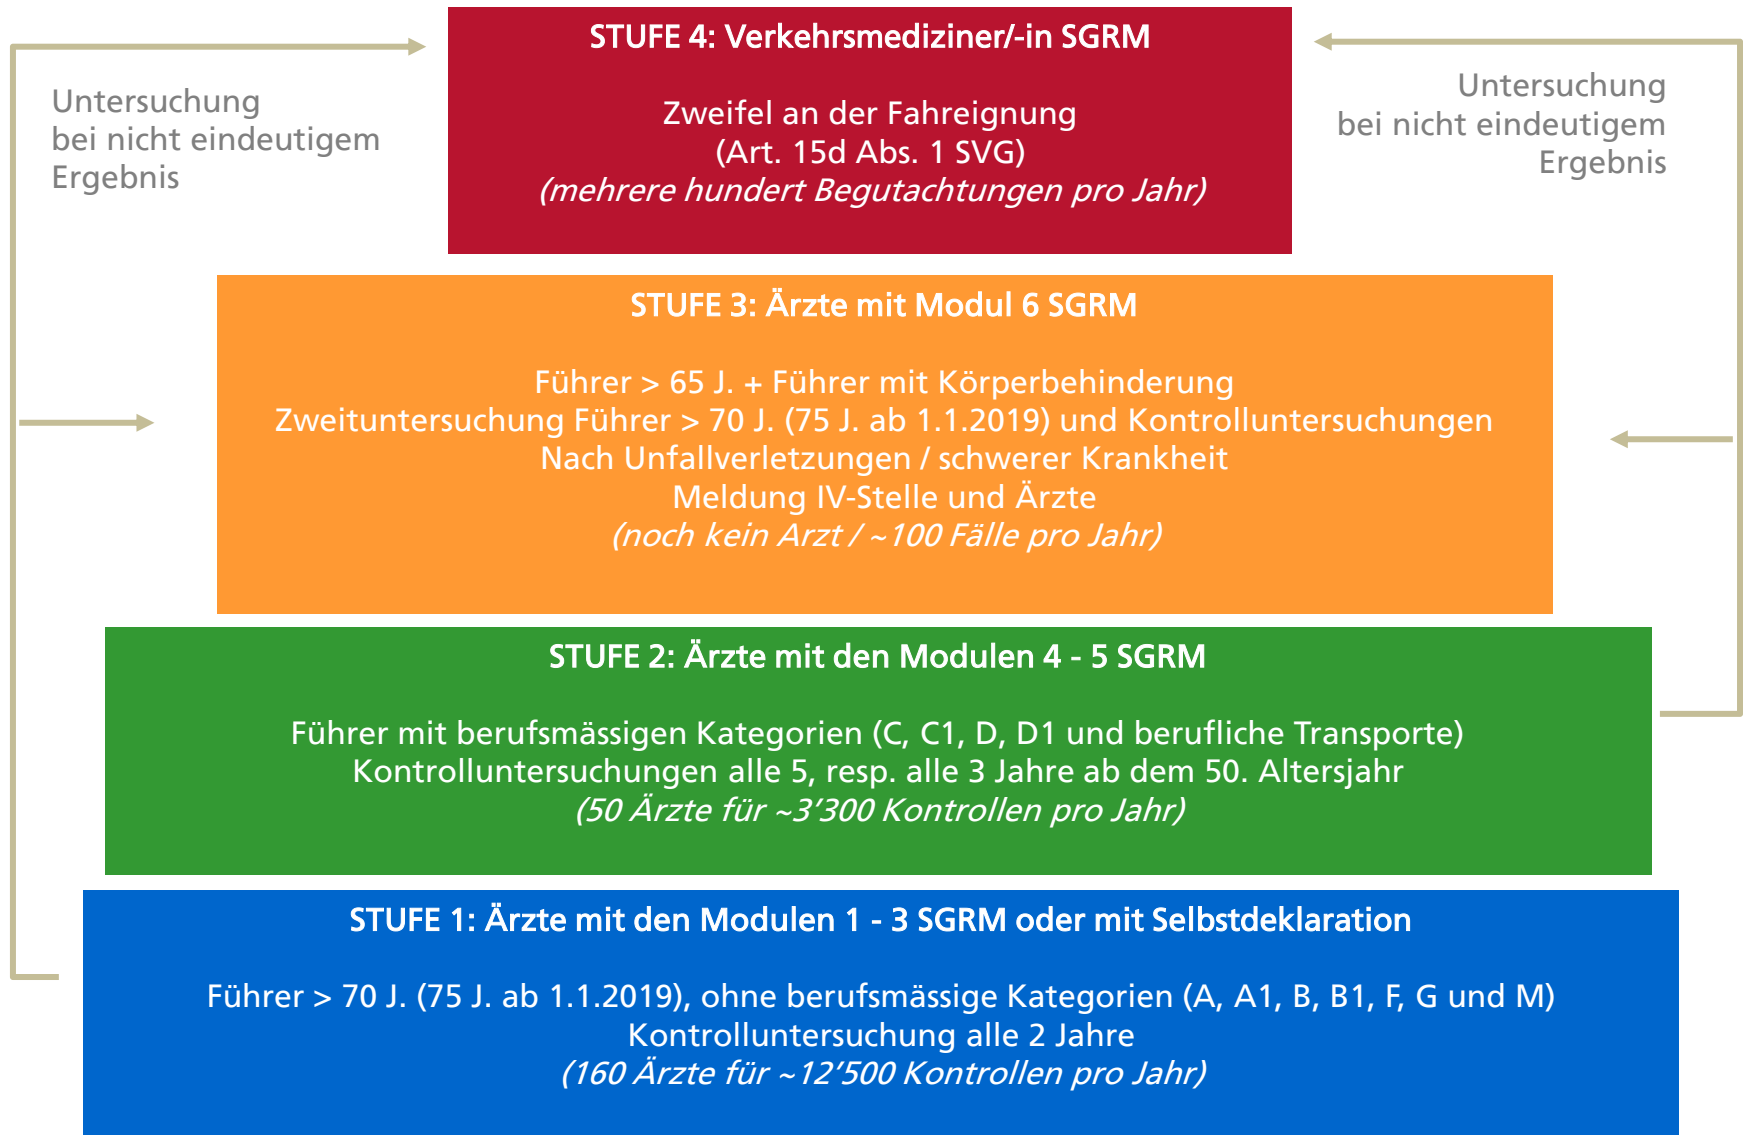 STUFE 4: Verkehrsmediziner/-in SGRM
Zweifel an der Fahreignung
(Art. 15d Abs. 1 SVG)
(mehrere hundert Begutachtungen pro Jahr)
Untersuchung
bei nicht eindeutigem
Ergebnis
Untersuchung
bei nicht eindeutigem
Ergebnis
STUFE 3: Ärzte mit Modul 6 SGRM
Führer > 65 J. + Führer mit Körperbehinderung
Zweituntersuchung Führer > 70 J. (75 J. ab 1.1.2019) und Kontrolluntersuchungen
Nach Unfallverletzungen / schwerer Krankheit
Meldung IV-Stelle und Ärzte
(noch kein Arzt / ~100 Fälle pro Jahr)
STUFE 2: Ärzte mit den Modulen 4 - 5 SGRM
Führer mit berufsmässigen Kategorien (C, C1, D, D1 und berufliche Transporte)
Kontrolluntersuchungen alle 5, resp. alle 3 Jahre ab dem 50. Altersjahr
(50 Ärzte für ~3’300 Kontrollen pro Jahr)
STUFE 1: Ärzte mit den Modulen 1 - 3 SGRM oder mit Selbstdeklaration
Führer > 70 J. (75 J. ab 1.1.2019), ohne berufsmässige Kategorien (A, A1, B, B1, F, G und M)
Kontrolluntersuchung alle 2 Jahre
(160 Ärzte für ~12’500 Kontrollen pro Jahr)